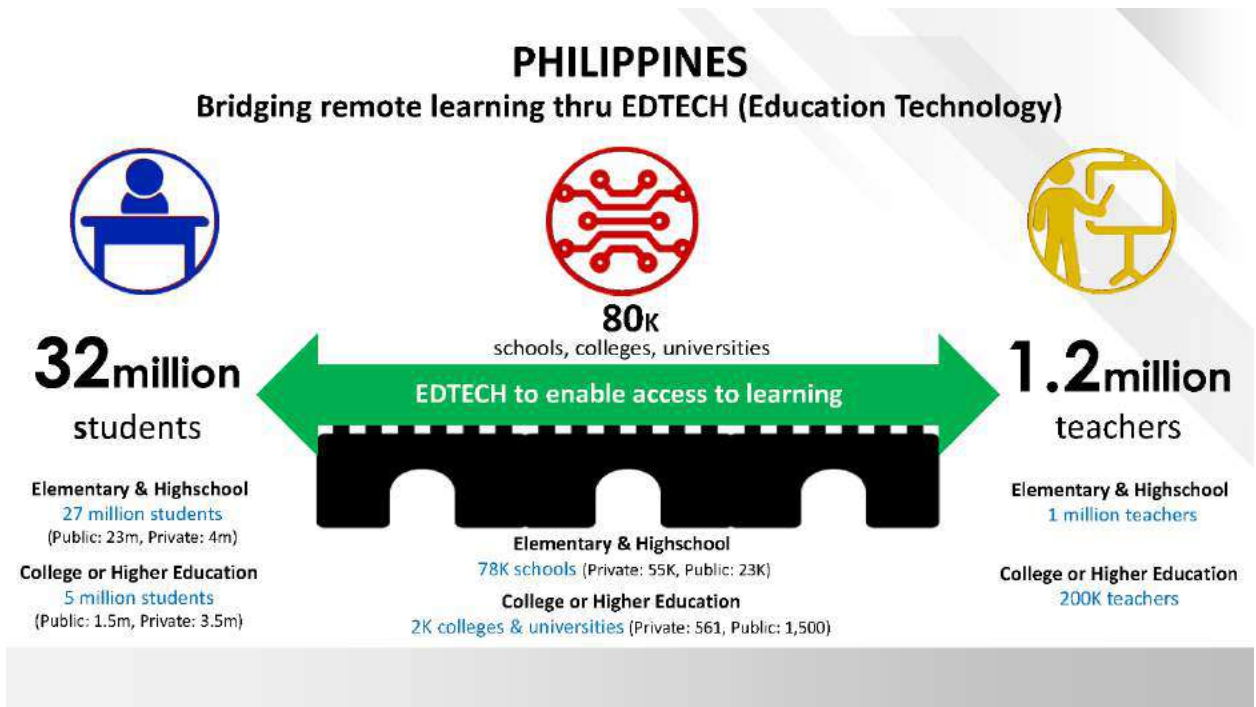 PHILIPPINES
Bridging remote learning thru EDTECH (Education Technology)
32million
students
Elementary & Highschool
27 million students
(Public: 23m, Private: 4m)
College or Higher Education
5 million students
(Public: 1.5m, Private: 3.5m)
80K
schools, colleges, universities
EDTECH to enable access to learning
Elementary & Highschool
78K schools (Private: 55K, Public: 23K)
College or Higher Education
2K colleges & universities (Private: 561, Public: 1,500)
1.2million
teachers
Elementary & Highschool
1 million teachers
College or Higher Education
200K teachers